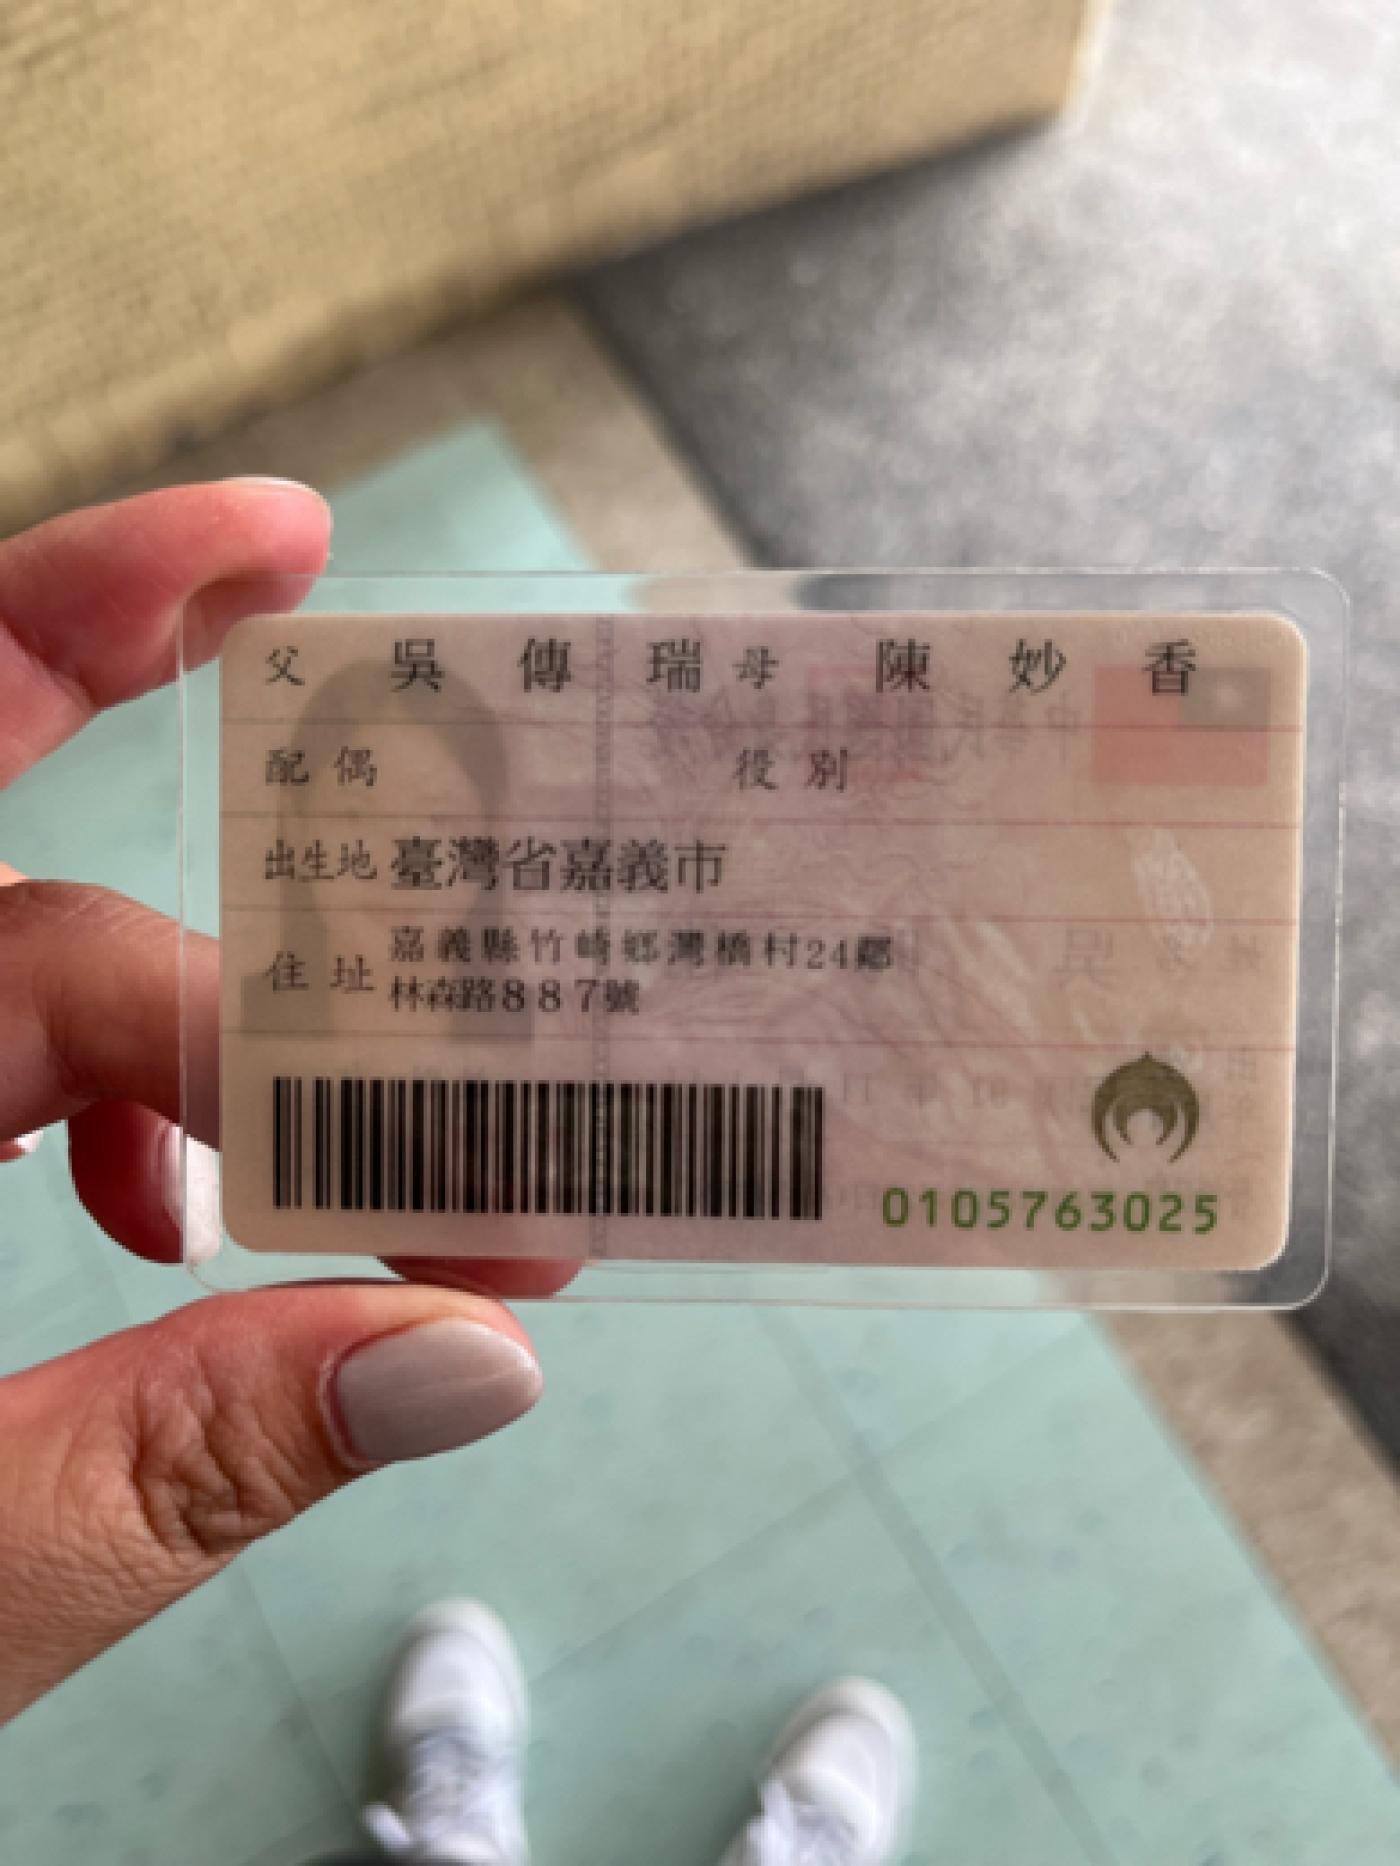 父 吳傳瑞 母 陳妙香
配偶 役別
出生地 臺灣省嘉義市
住址 嘉義縣竹崎鄉灣橋村24鄰
林森路887號
0105763025